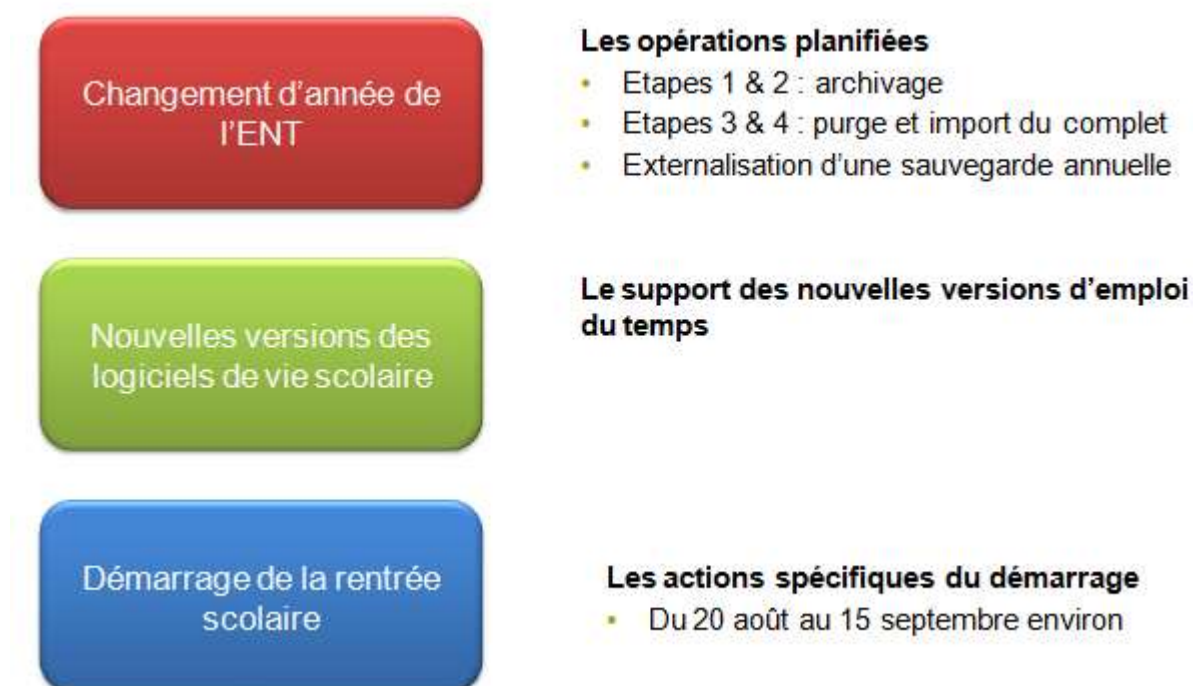 Changement d'année de
l'ENT
Les opérations planifiées
• Etapes 1 & 2 : archivage
• Etapes 3 & 4 : purge et import du complet
• Externalisation d'une sauvegarde annuelle
Nouvelles versions des
logiciels de vie scolaire
Le support des nouvelles versions d'emploi
du temps
Démarrage de la rentrée
scolaire
Les actions spécifiques du démarrage
• Du 20 août au 15 septembre environ